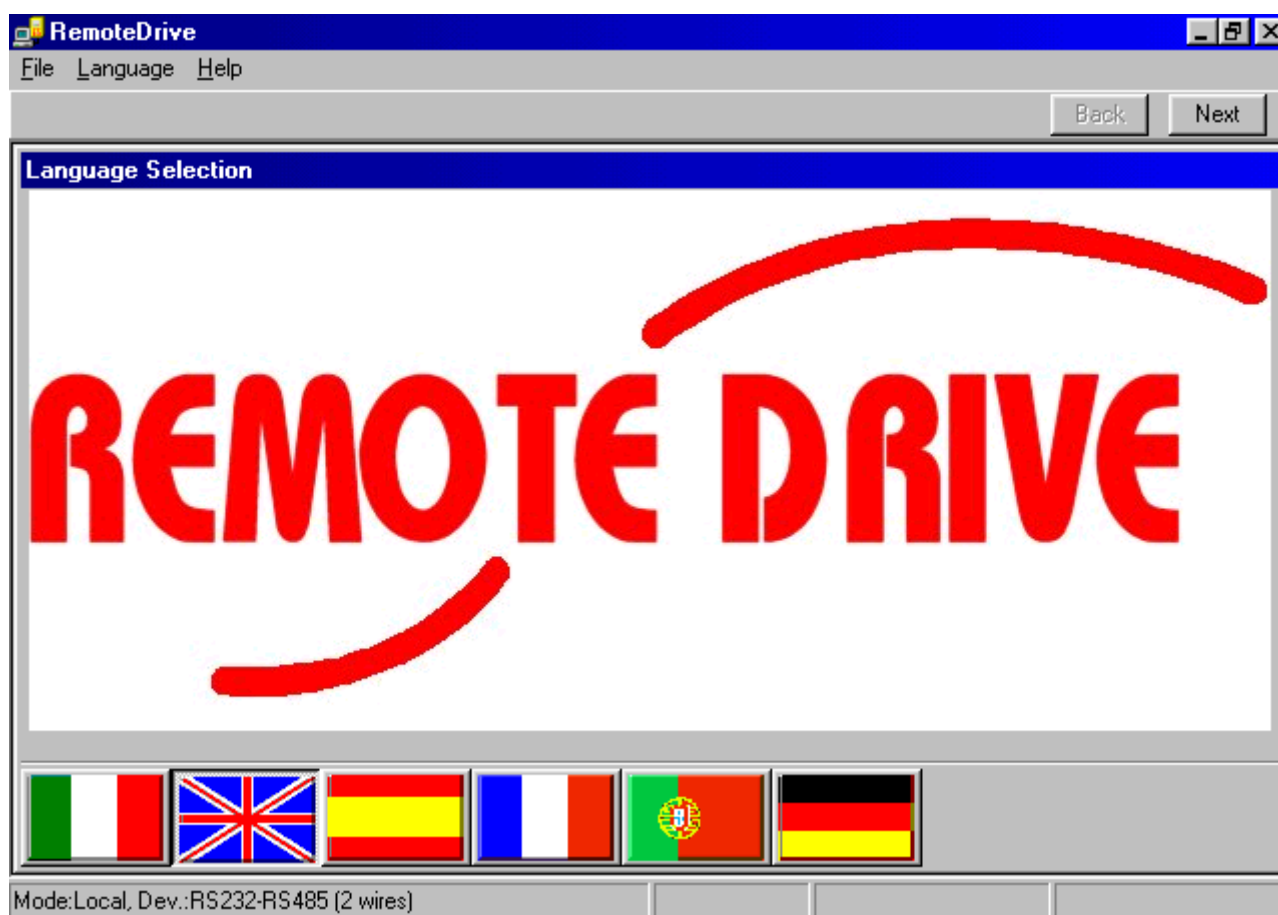 RemoteDrive
File Language Help
Back Next
Language Selection
REMOTE DRIVE
Mode:Local, Dev.:RS232-RS485 (2 wires)